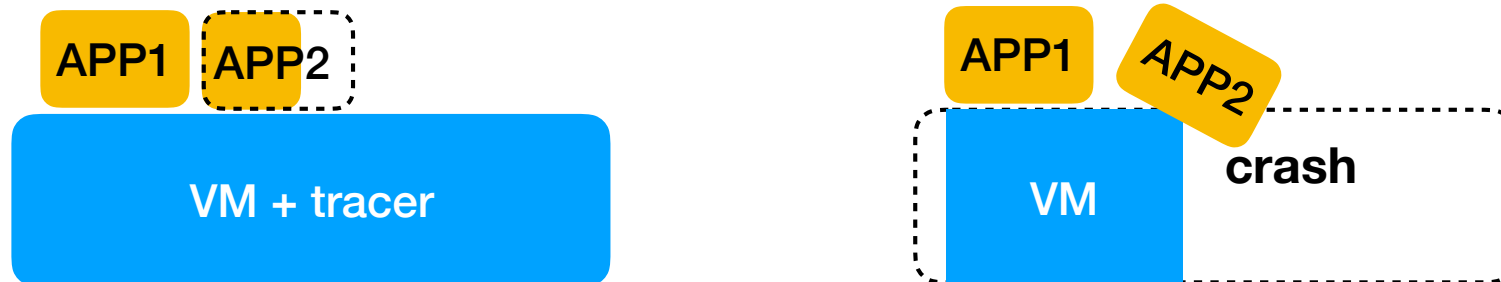 APP1
APP2
VM + tracer
APP1
APP2
crash
VM